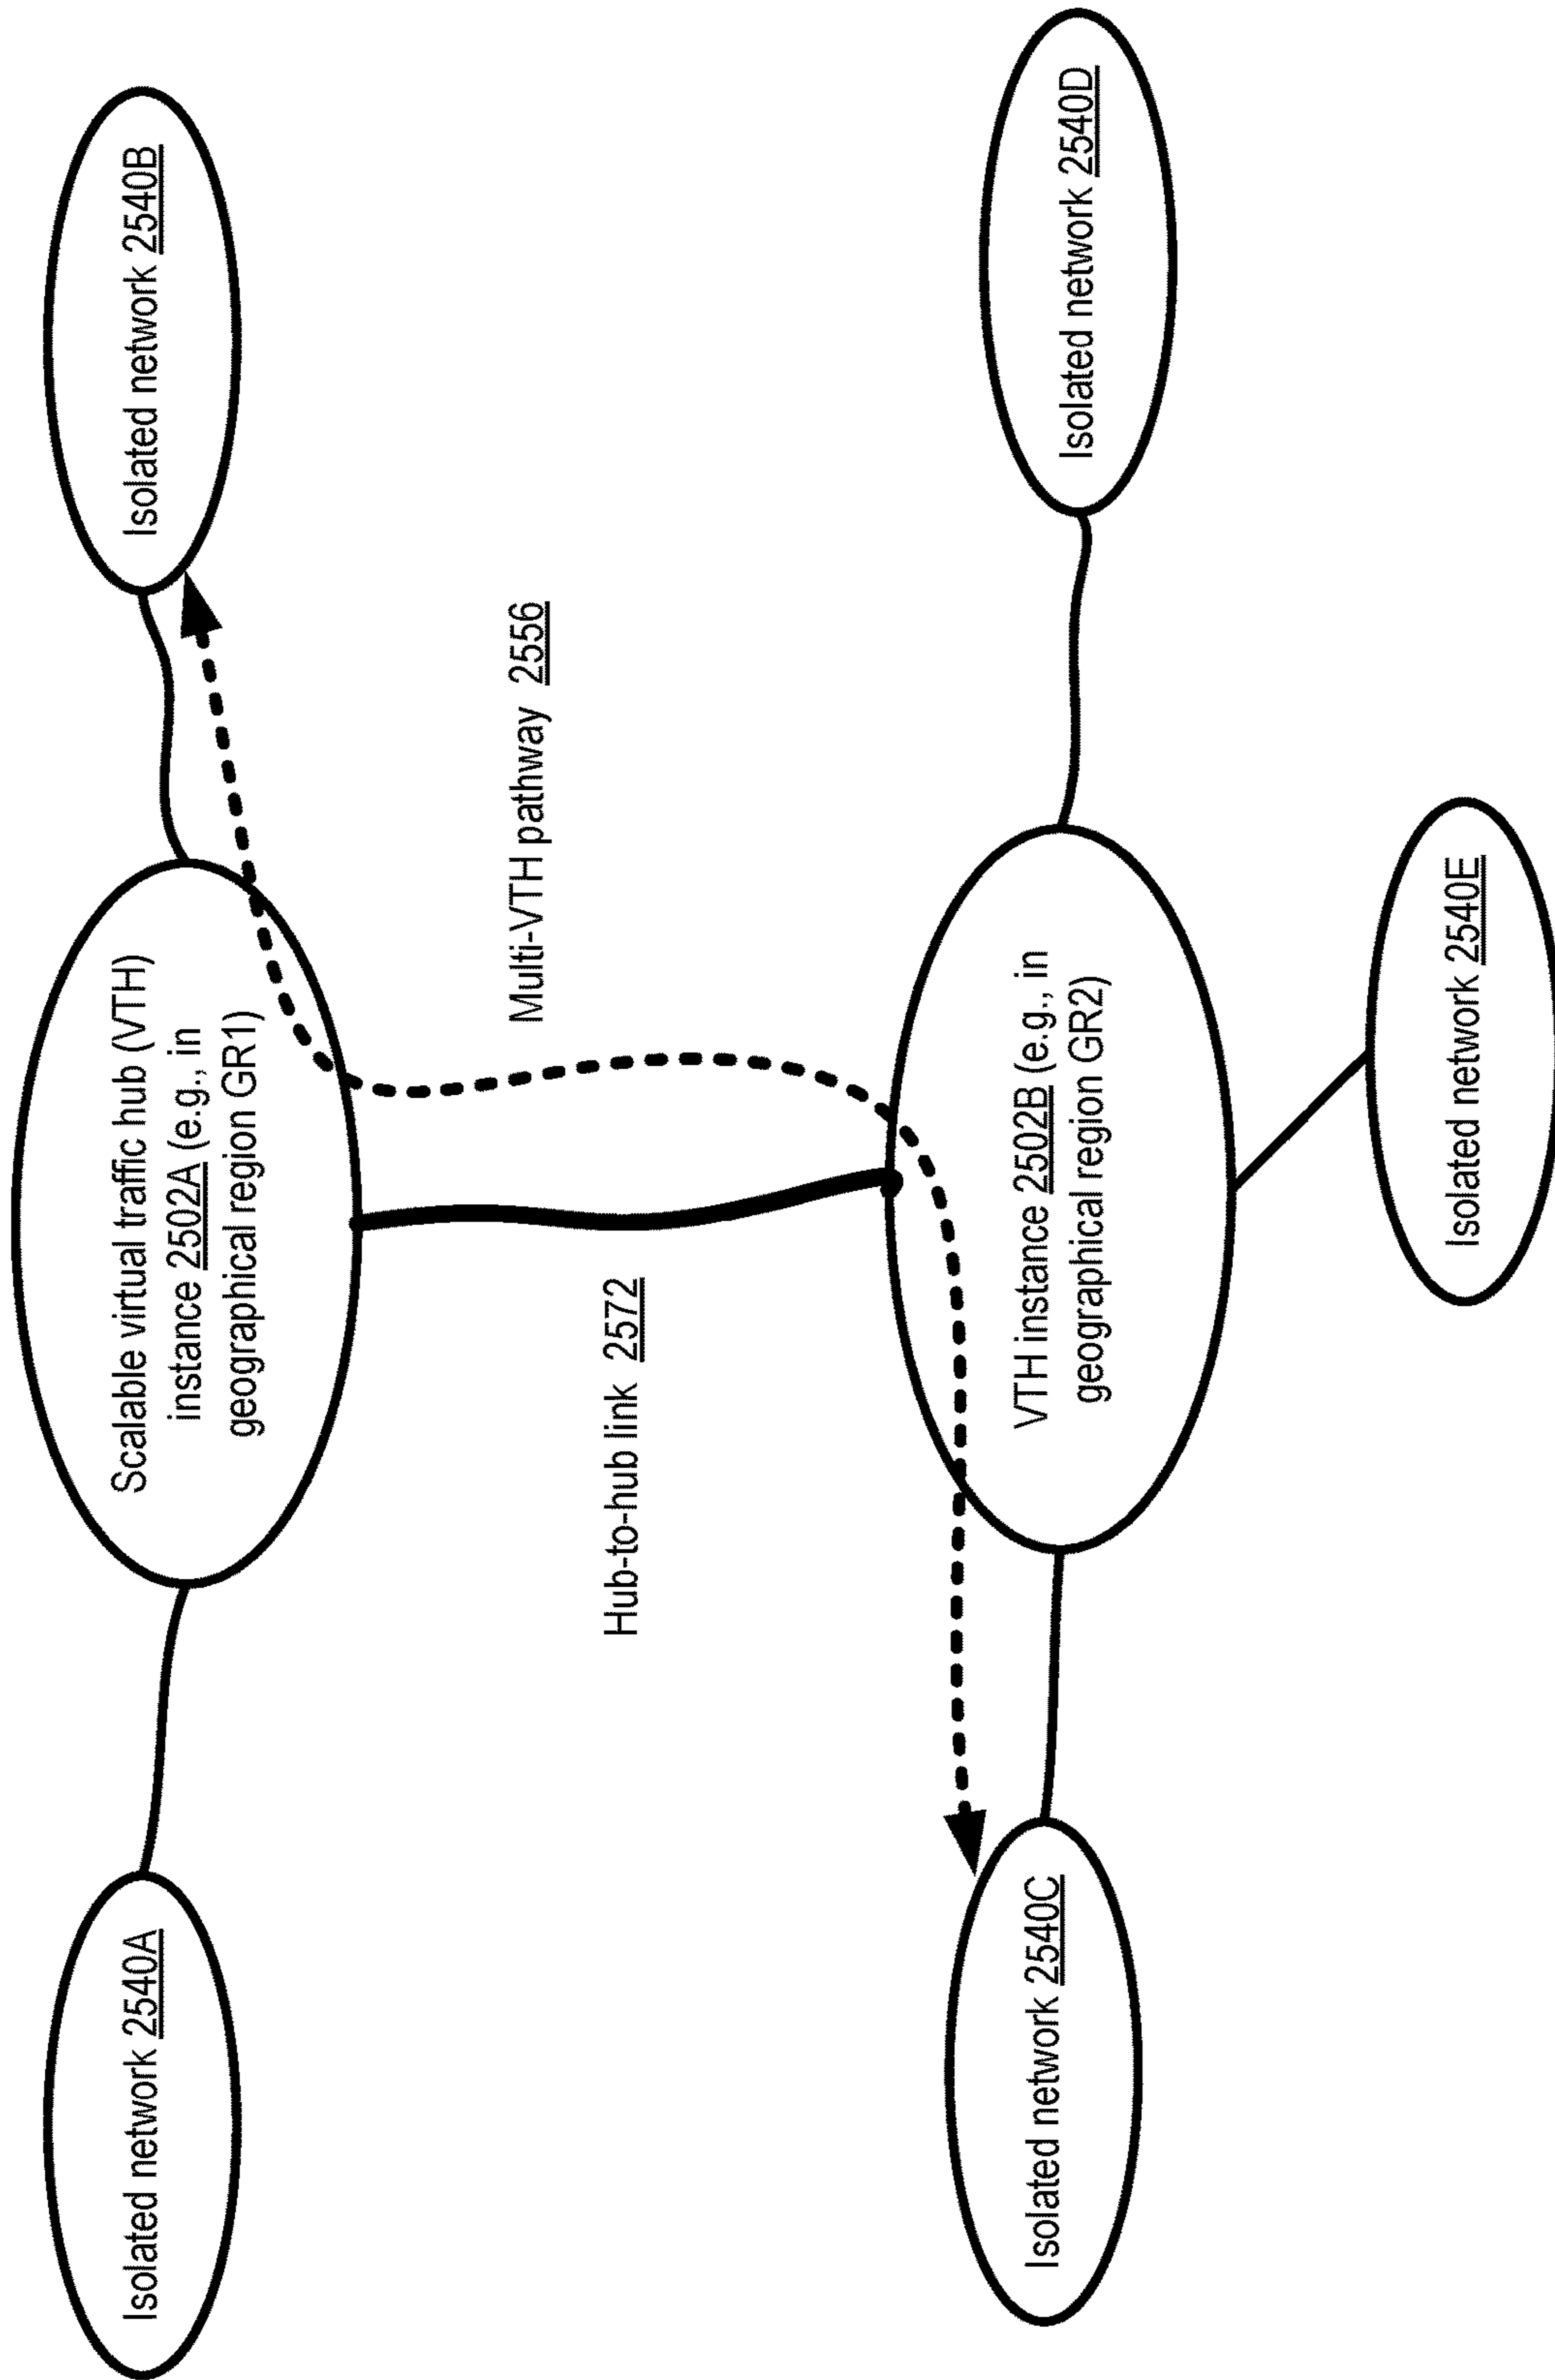 Isolated network 2540A
Scalable virtual traffic hub (VTH)
instance 2502A (e.g., in
geographical region GR1)
Isolated network 2540B
Hub-to-hub link 2572
Multi-VTH pathway 2556
Isolated network 2540C
VTH instance 2502B (e.g., in
geographical region GR2)
Isolated network 2540D
Isolated network 2540E